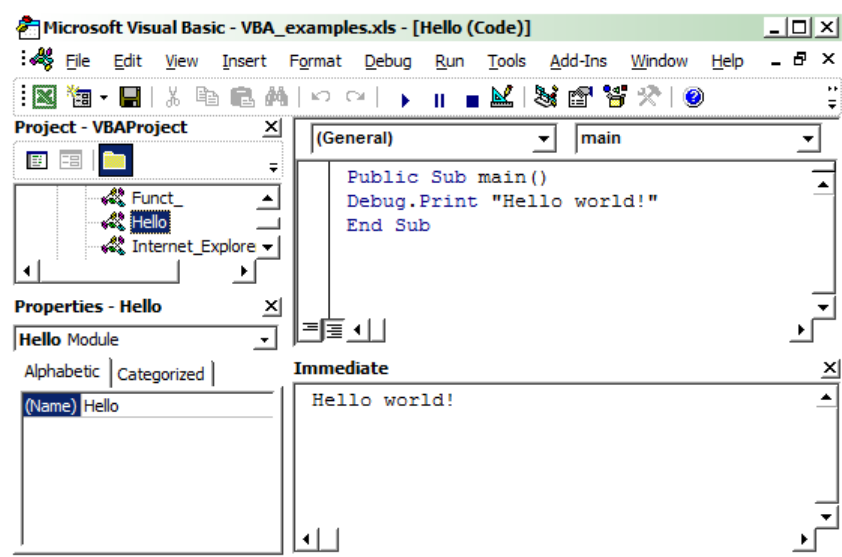 Microsoft Visual Basic - VBA_examples.xls - [Hello (Code)]
File Edit View Insert Format Debug Run Tools Add-Ins Window Help
Project - VBAProject
Funct_
Hello
Internet_Explore
Properties - Hello
Hello Module
Alphabetic Categorized
(Name) Hello
(General) main
Public Sub main()
Debug.Print "Hello world!"
End Sub
Immediate
Hello world!